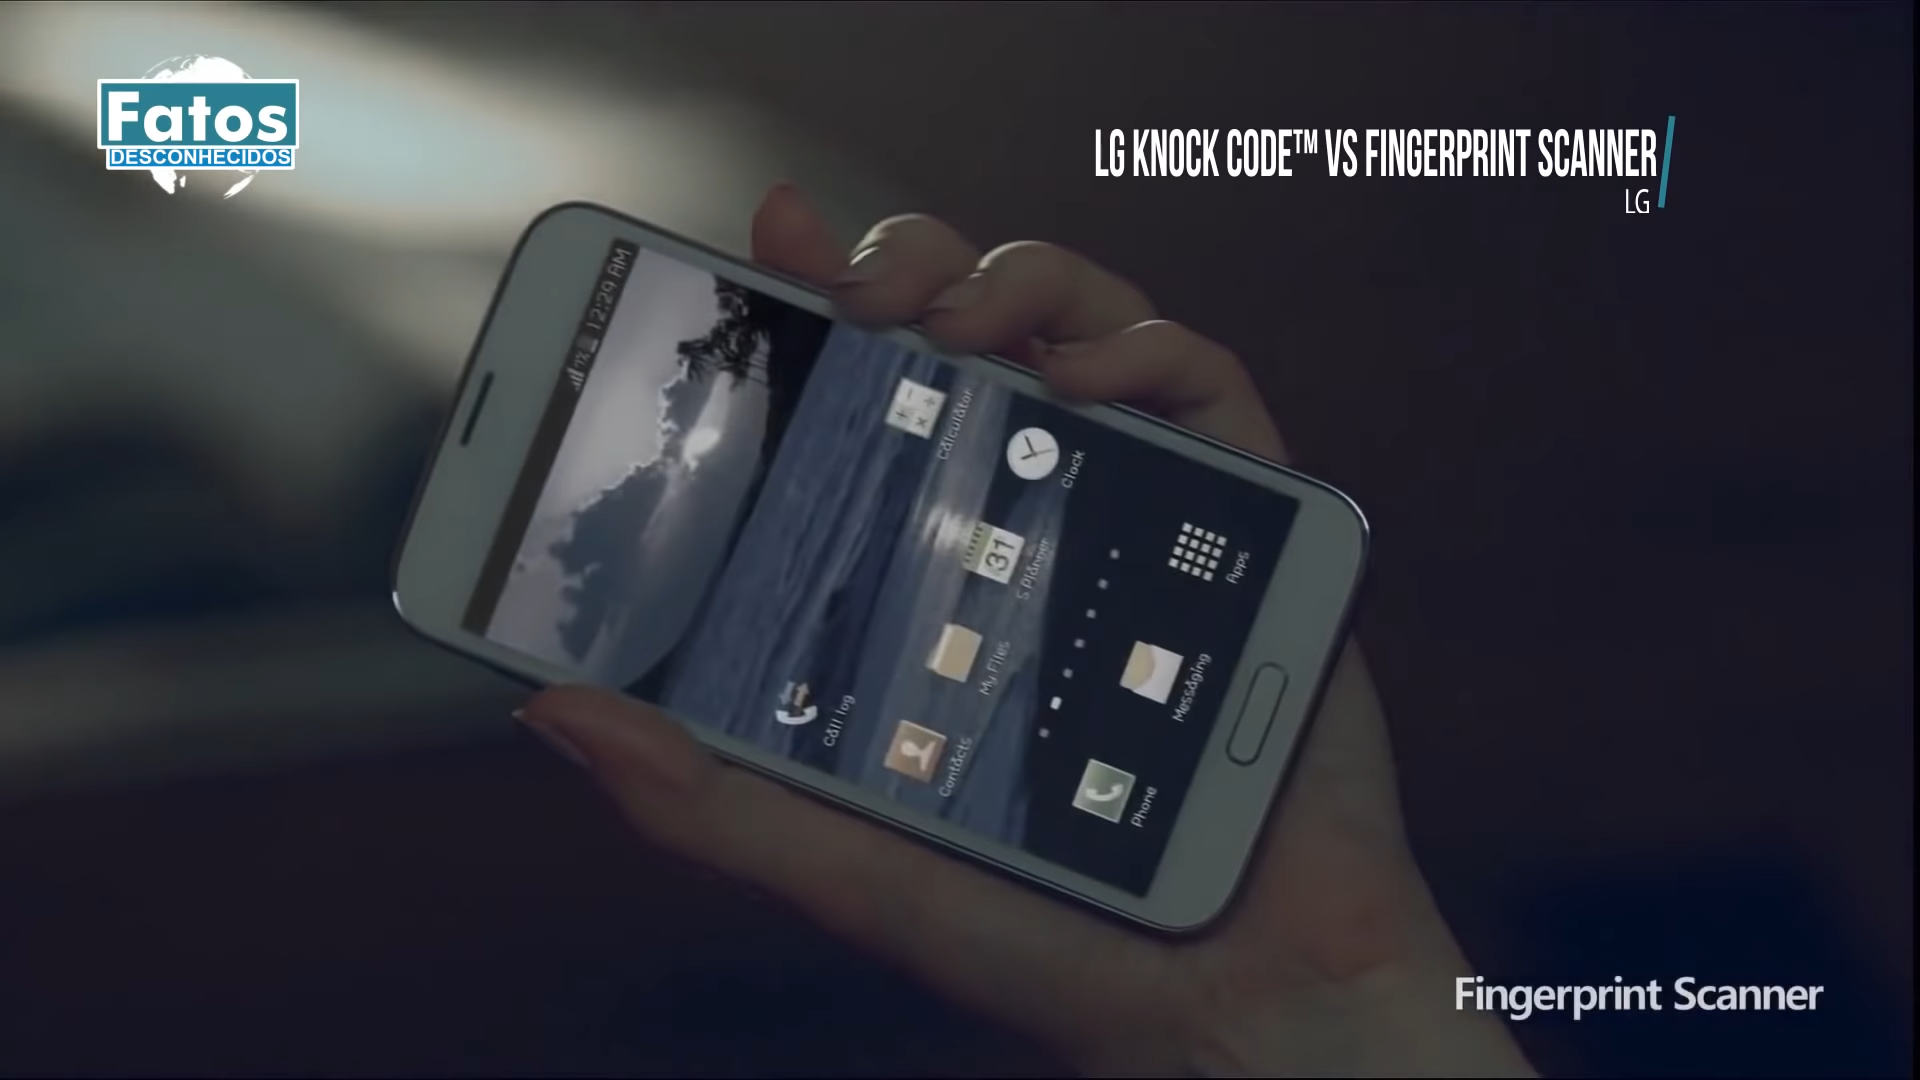 Fatos
DESCONHECIDOS
LG KNOCK CODE™ VS FINGERPRINT SCANNER
LG
12:29 AM
Calculator
Clock
31
S Planner
Apps
My Files
Messaging
Call log
Contacts
Phone
Fingerprint Scanner